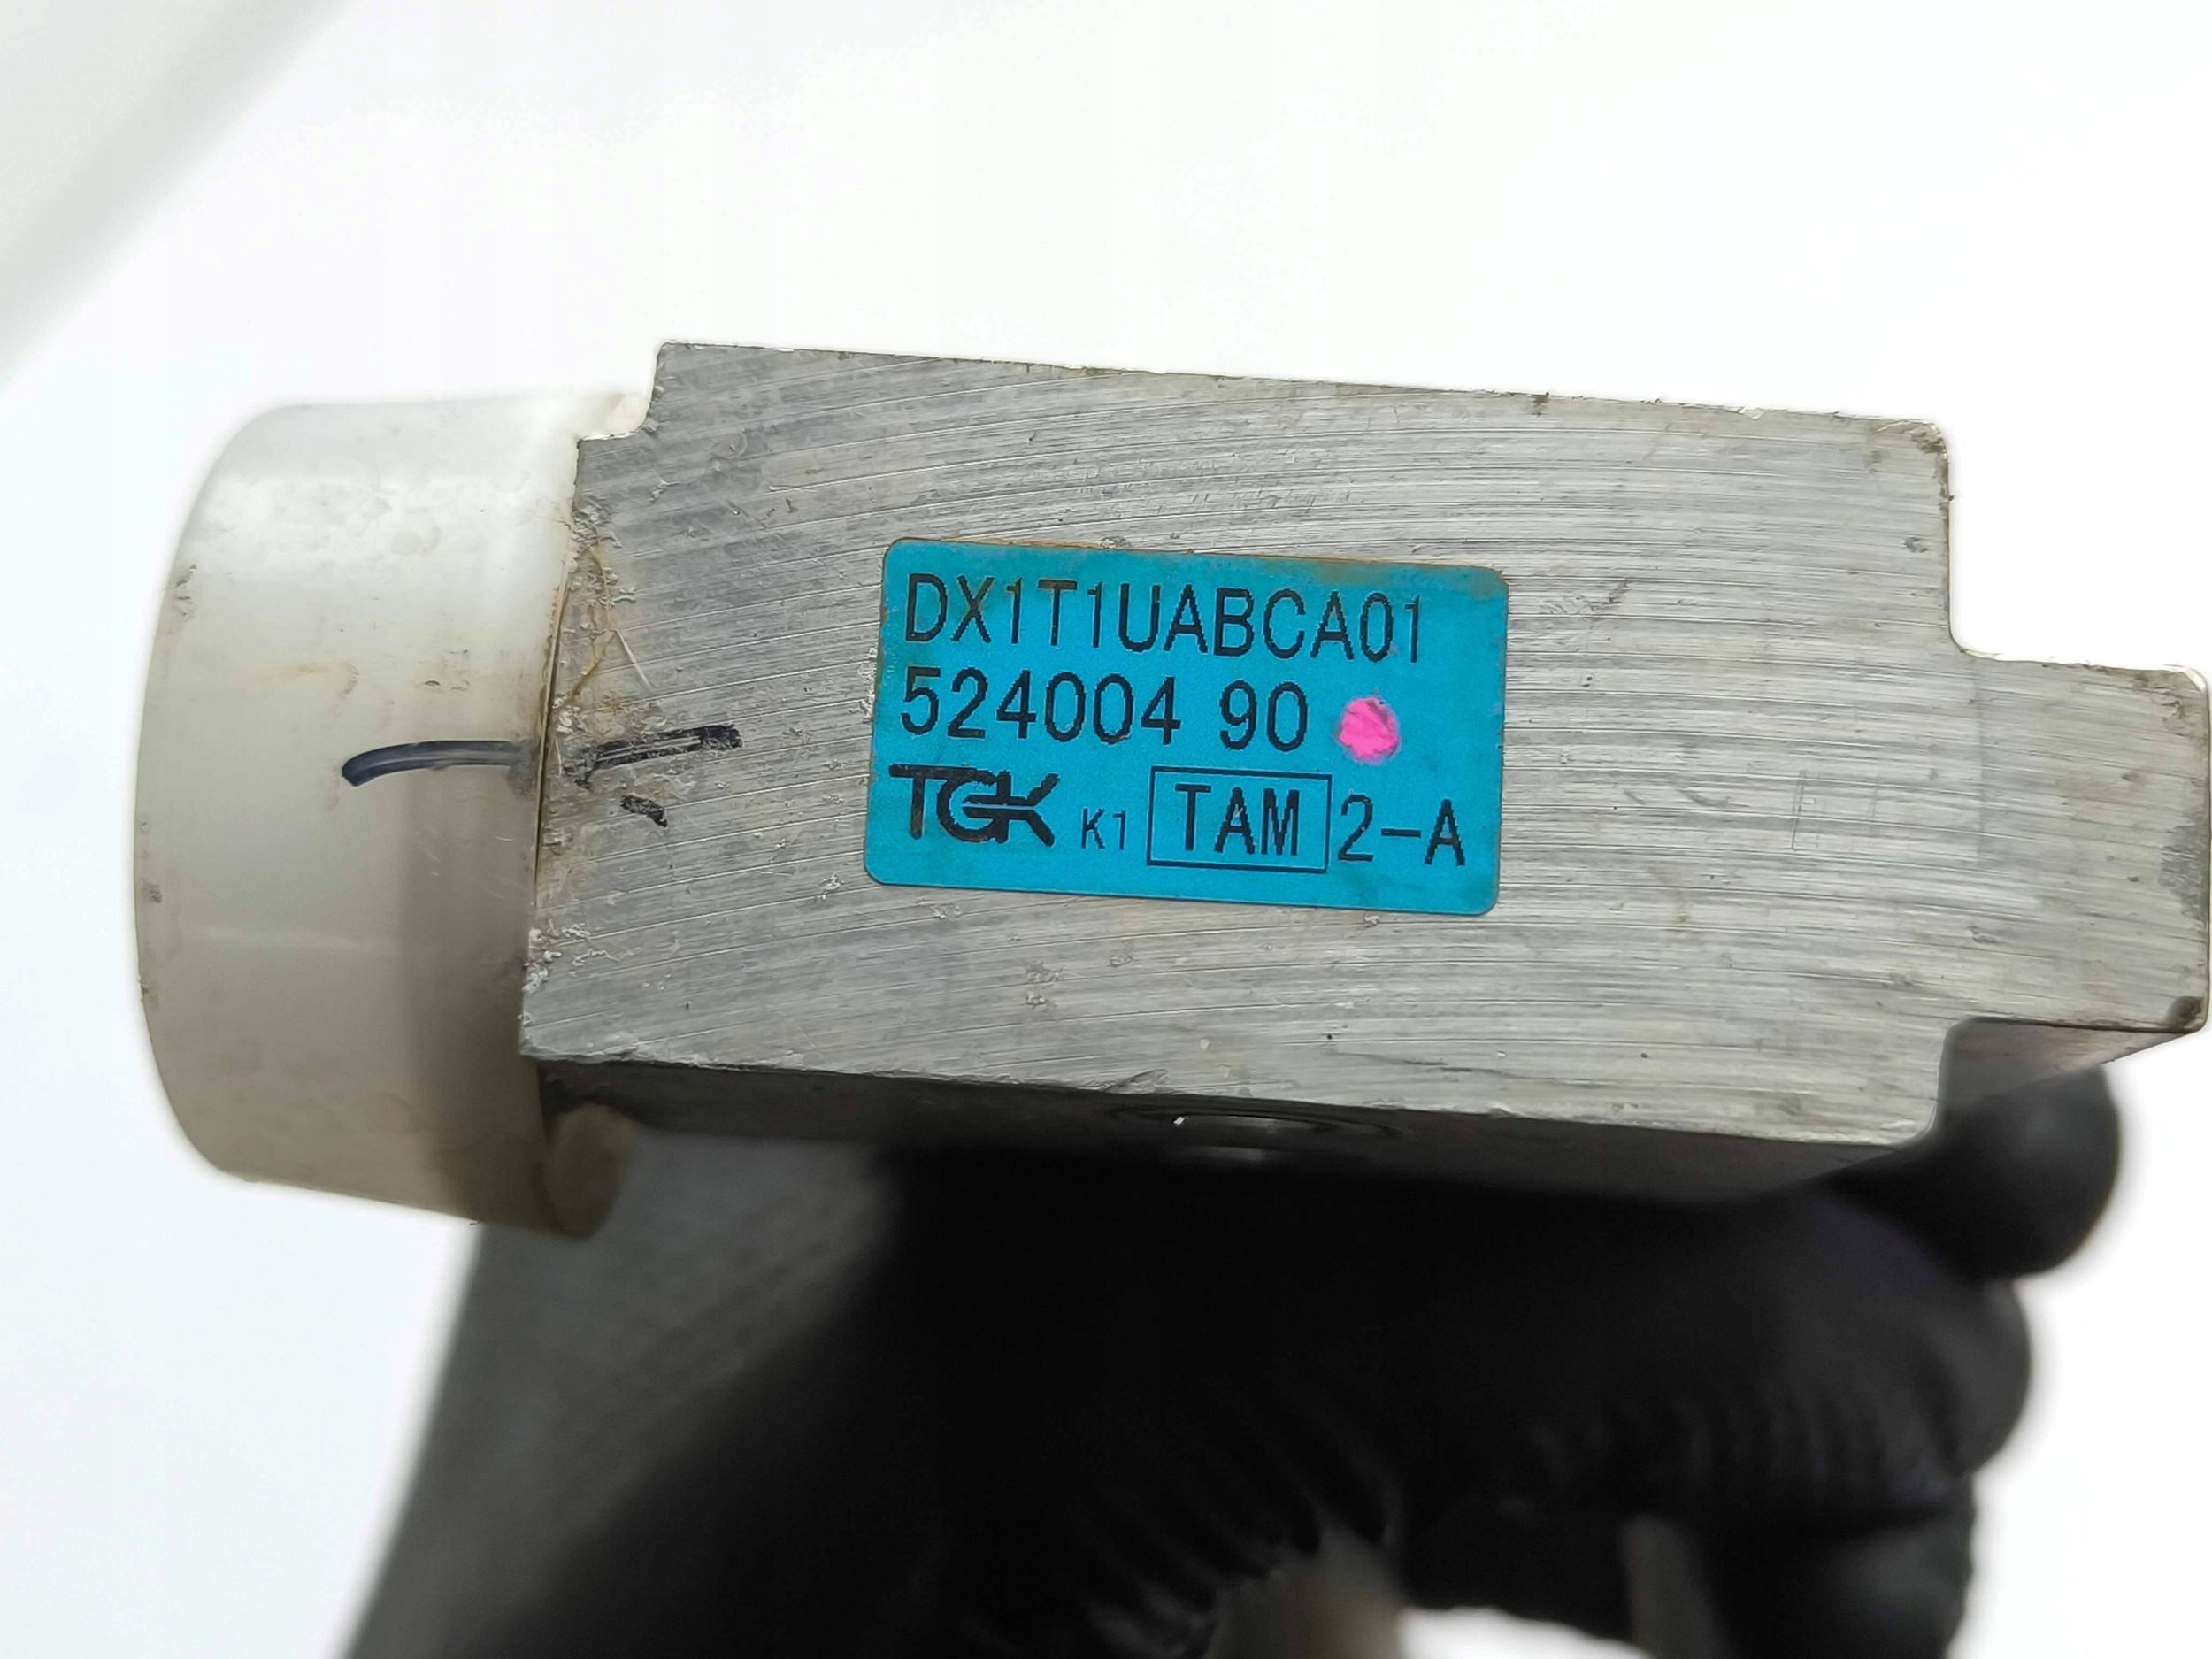 DX1T1UABCA01
524004 90
TGK K1 TAM 2-A